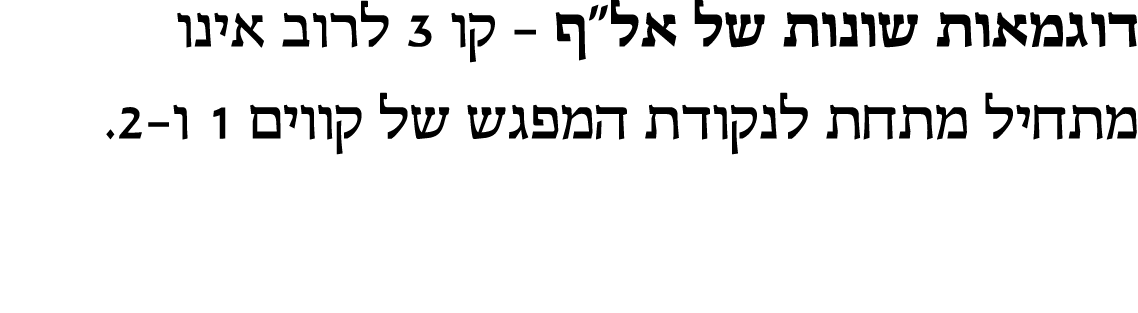 דוגמאות שונות של אל״ף – קו 3 לרוב אינו
מתחיל מתחת לנקודת המפגש של קווים 1 ו–2.